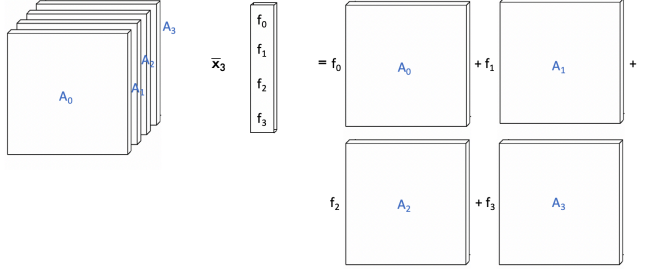 A₃
A₂
A₁
A₀
x̅₃
f₀
f₁
f₂
f₃
= f₀ A₀ + f₁ A₁ +
f₂ A₂ + f₃ A₃